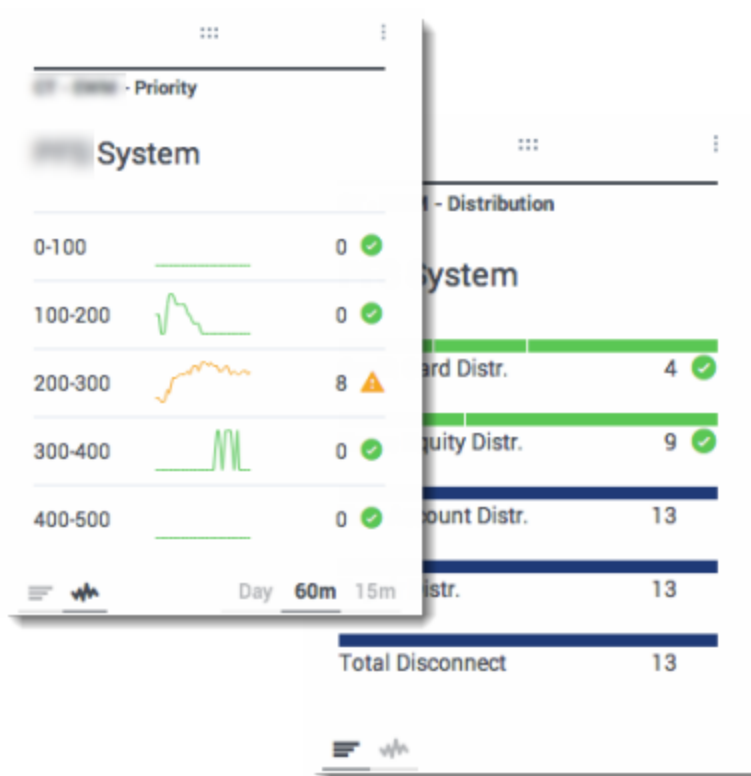 - Priority
System
0-100 0
100-200 0
200-300 8
300-400 0
400-500 0
Day 60m 15m
- Distribution
ystem
ard Distr. 4
quity Distr. 9
ount Distr. 13
istr. 13
Total Disconnect 13